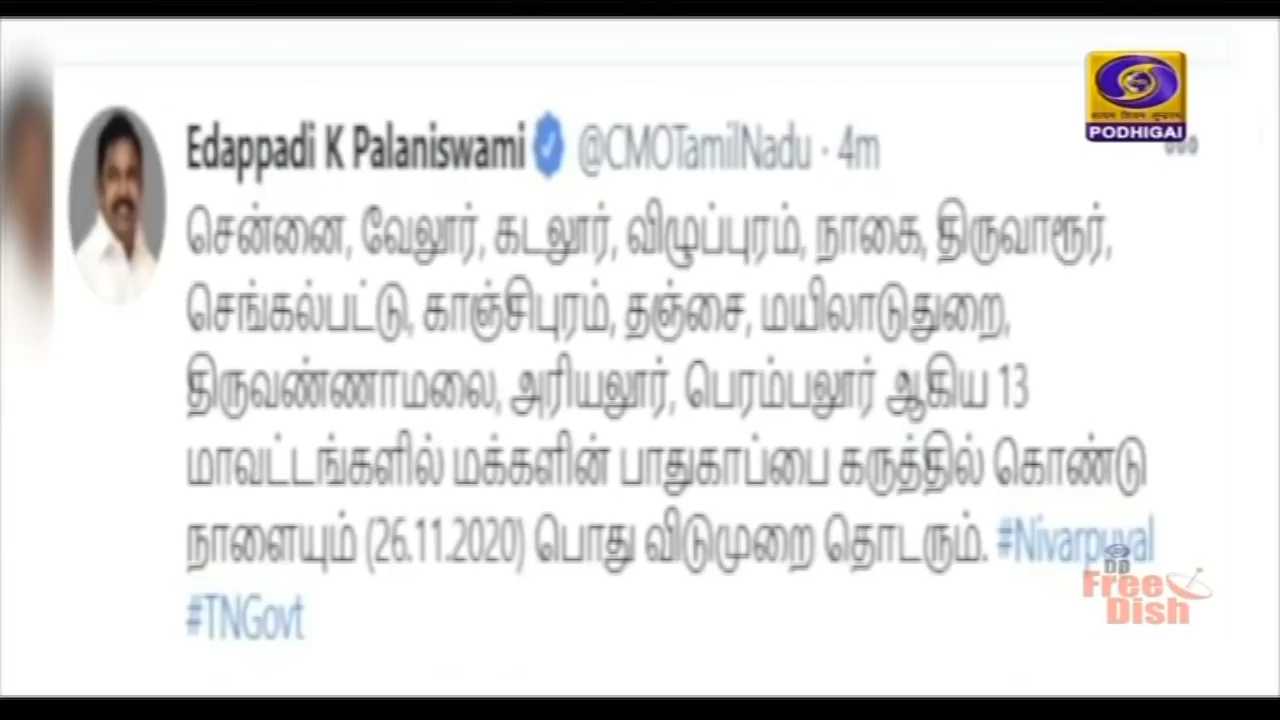 PODHIGAI
Edappadi K Palaniswami @CMOTamilNadu · 4m
சென்னை, வேலூர், கடலூர், விழுப்புரம், நாகை, திருவாரூர்,
செங்கல்பட்டு, காஞ்சிபுரம், தஞ்சை, மயிலாடுதுறை,
திருவண்ணாமலை, அரியலூர், பெரம்பலூர் ஆகிய 13
மாவட்டங்களில் மக்களின் பாதுகாப்பை கருத்தில் கொண்டு
நாளையும் (26.11.2020) பொது விடுமுறை தொடரும். #Nivarpuyal
#TNGovt
DD
Free
Dish